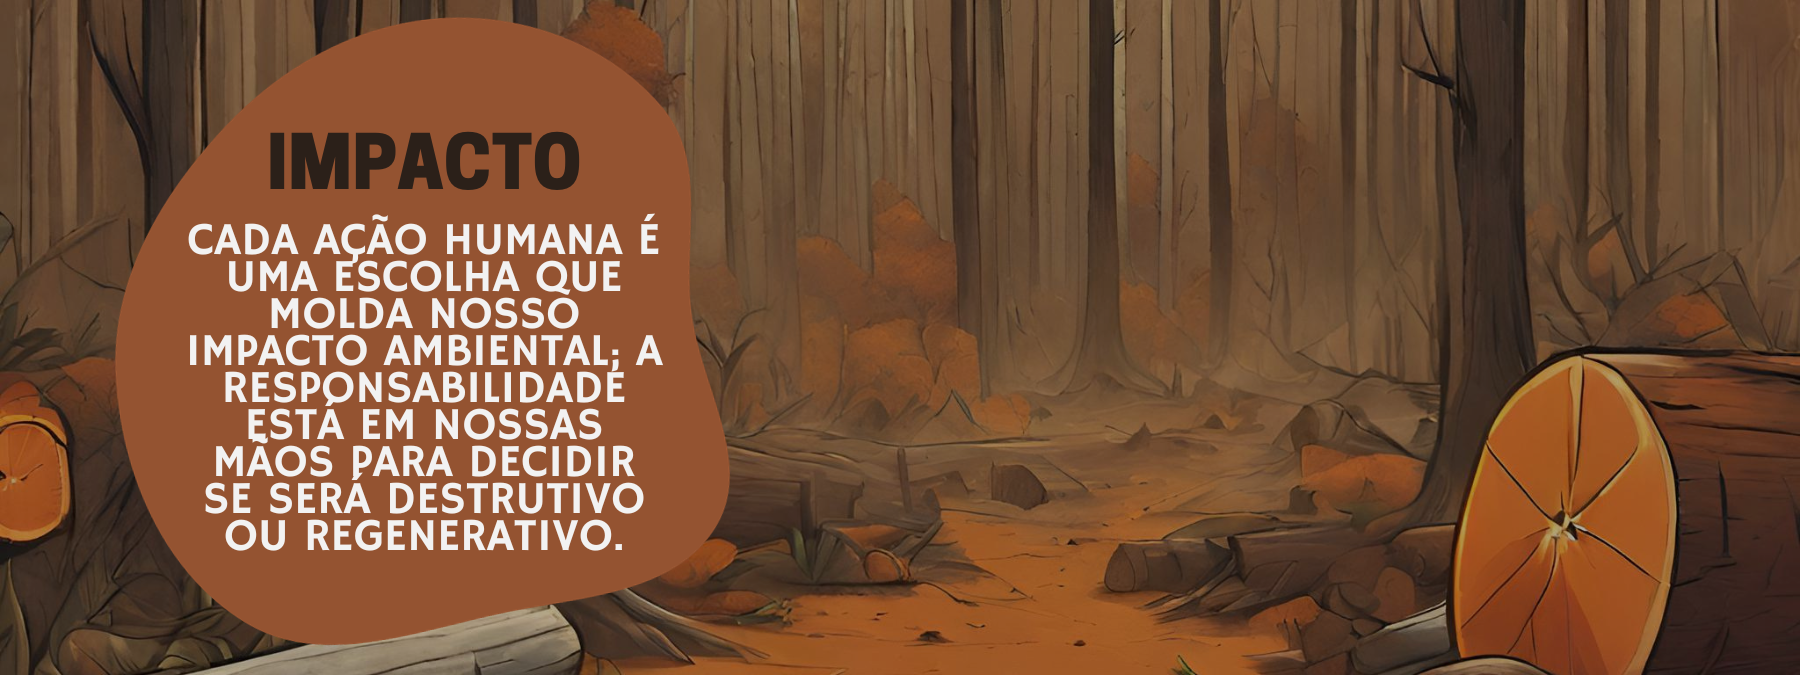 IMPACTO
CADA AÇÃO HUMANA É
UMA ESCOLHA QUE
MOLDA NOSSO
IMPACTO AMBIENTAL; A
RESPONSABILIDADE
ESTÁ EM NOSSAS
MÃOS PARA DECIDIR
SE SERÁ DESTRUTIVO
OU REGENERATIVO.